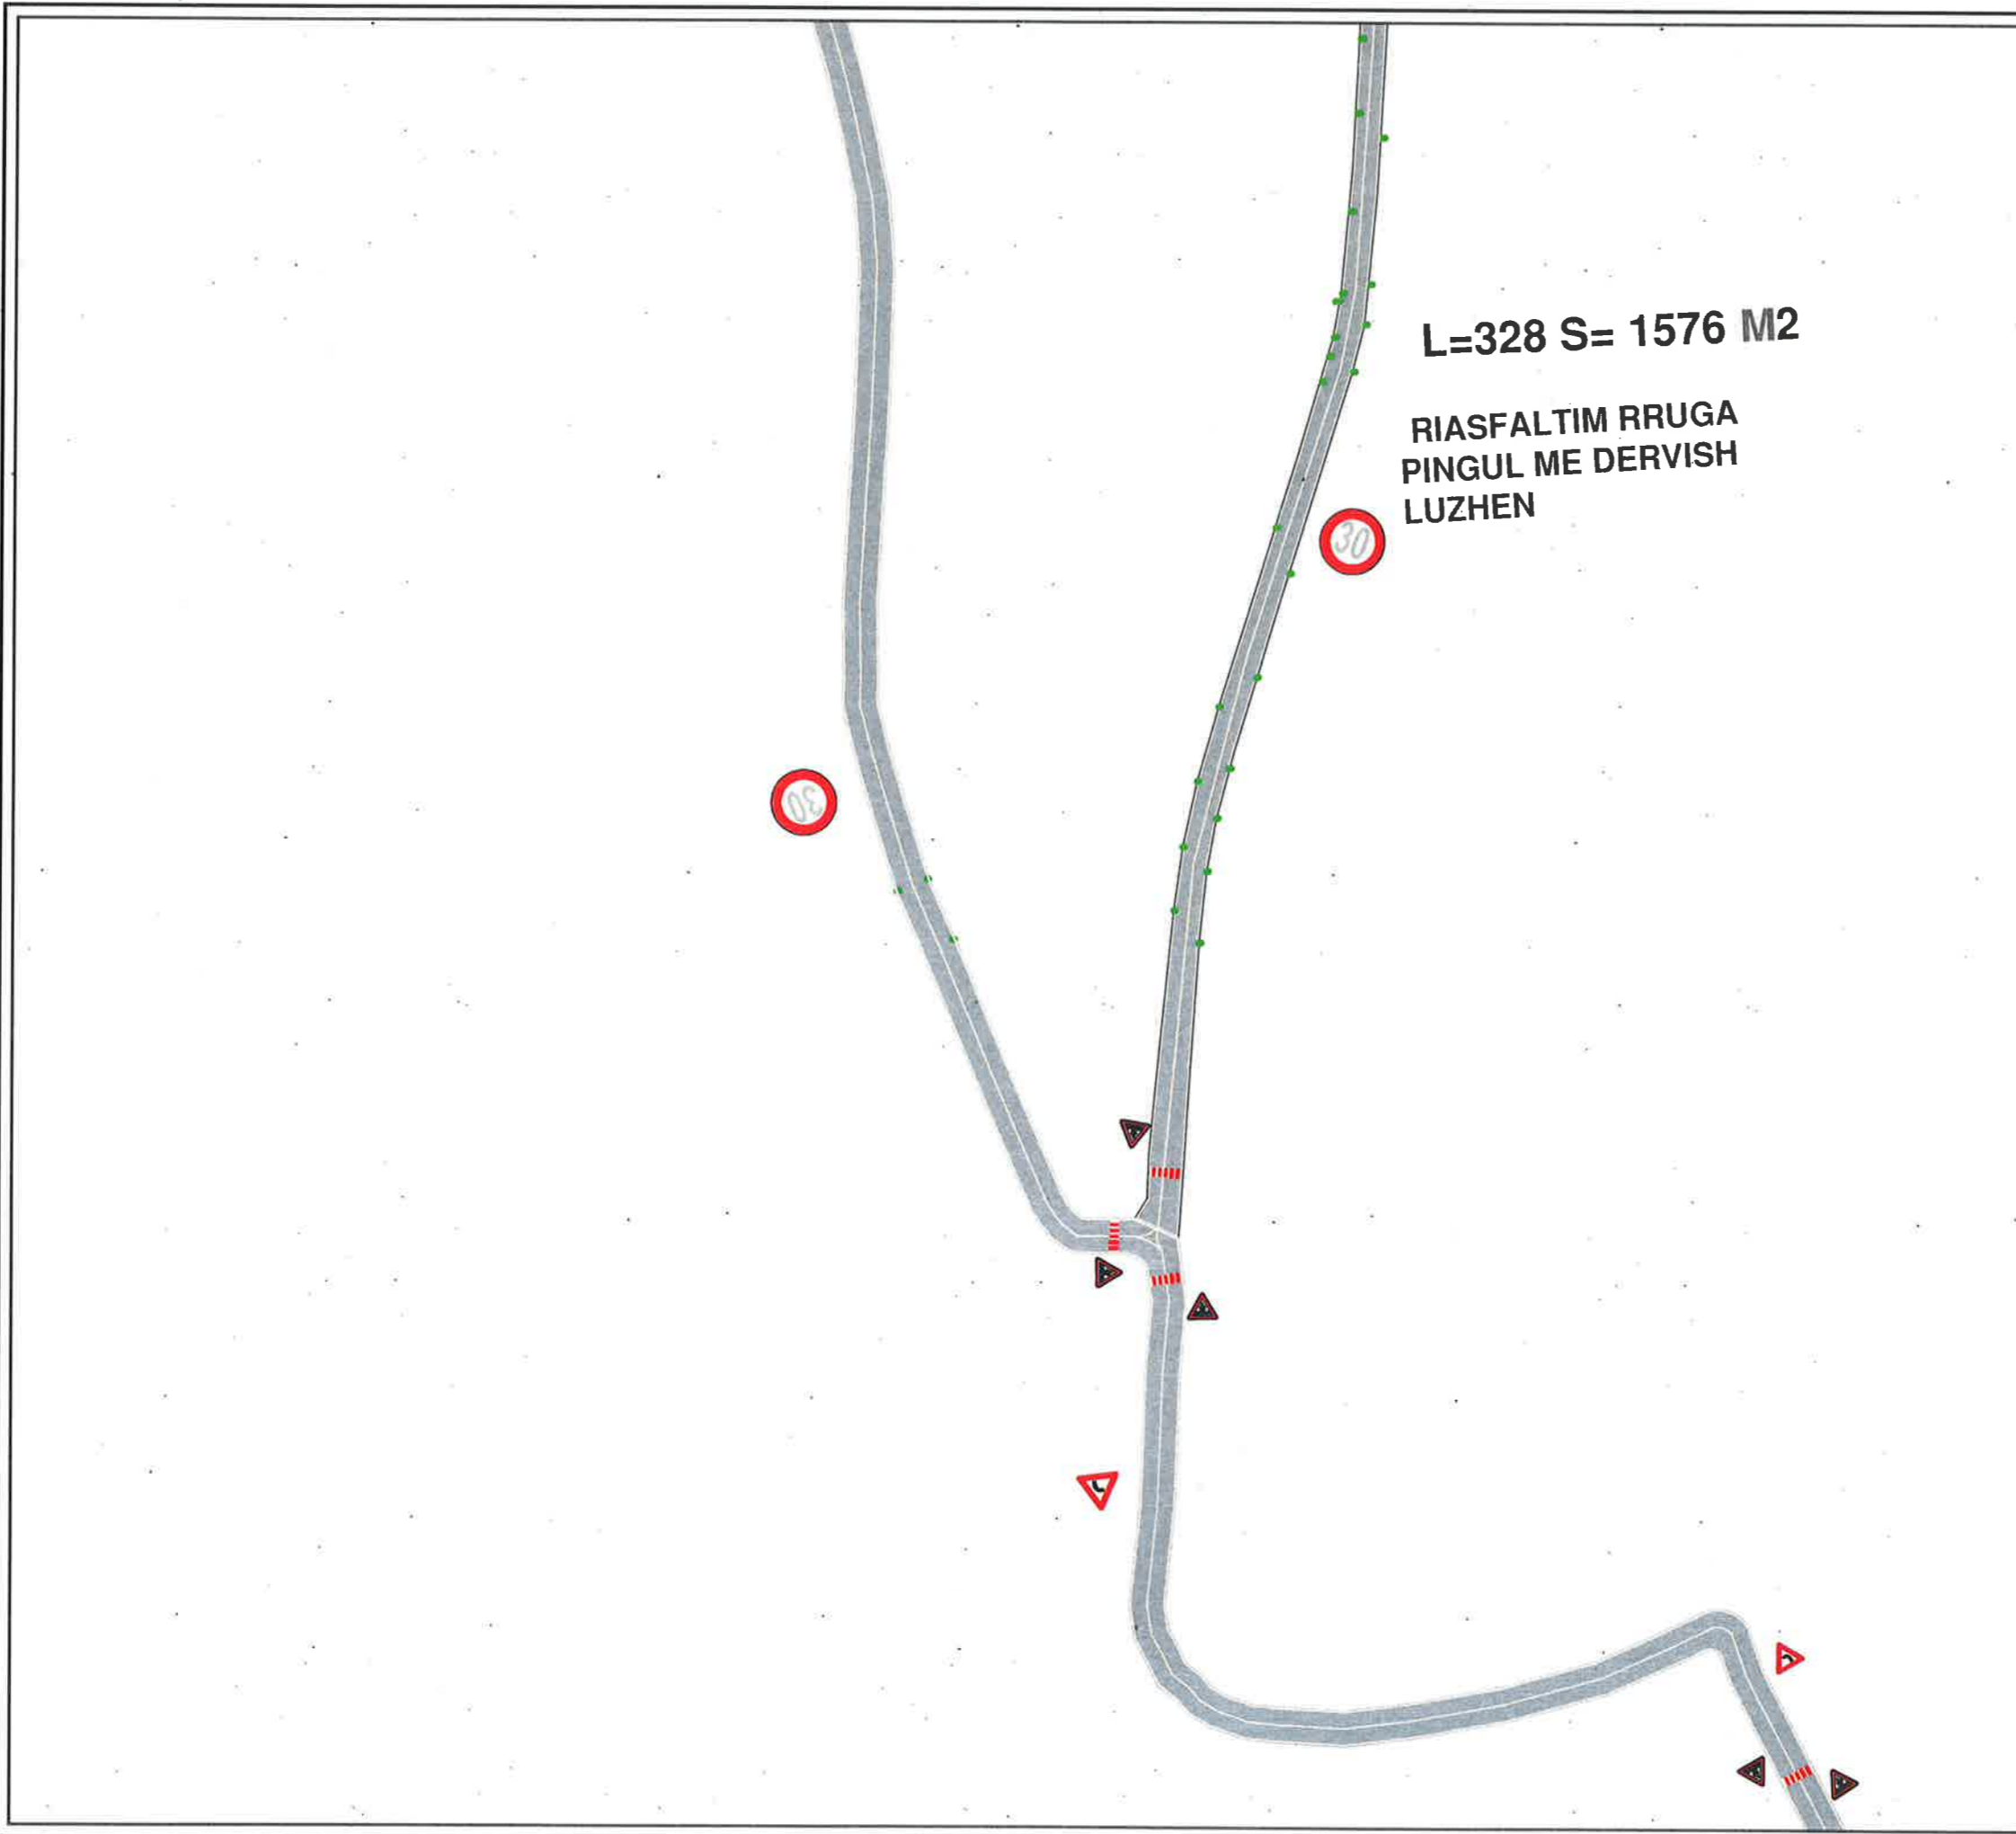 L=328 S= 1576 M2
RIASFALTIM RRUGA
PINGUL ME DERVISH
LUZHEN
30
30